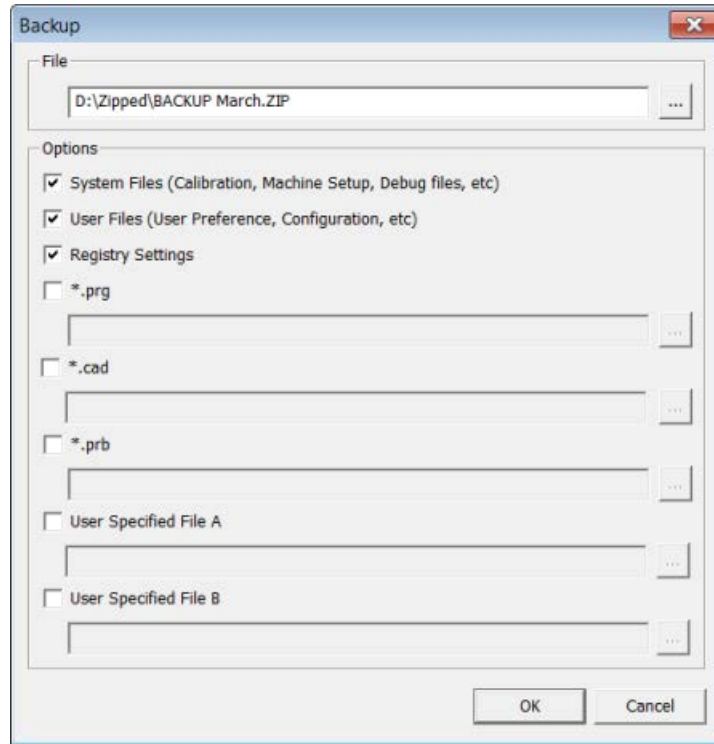 Backup
File
D:\Zipped\BACKUP March.ZIP
...
Options
System Files (Calibration, Machine Setup, Debug files, etc)
User Files (User Preference, Configuration, etc)
Registry Settings
*.prg
...
*.cad
...
*.prb
...
User Specified File A
...
User Specified File B
...
OK Cancel